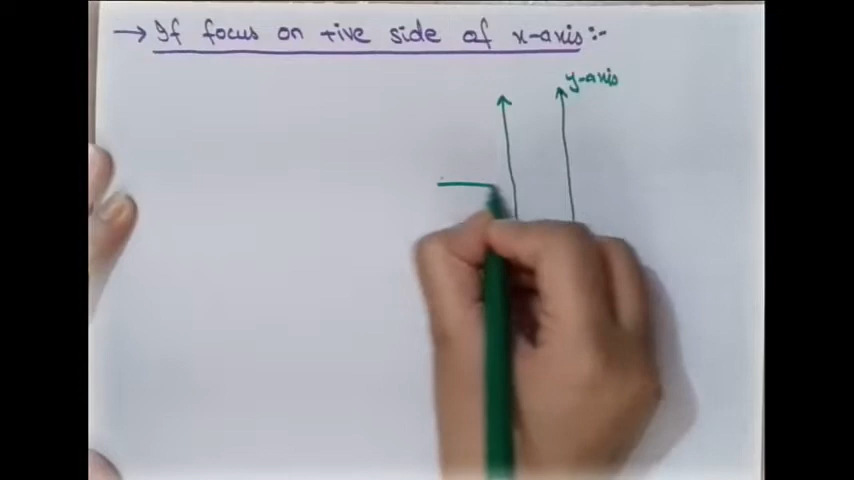 → If focus on +ive side of x-axis:-
y-axis